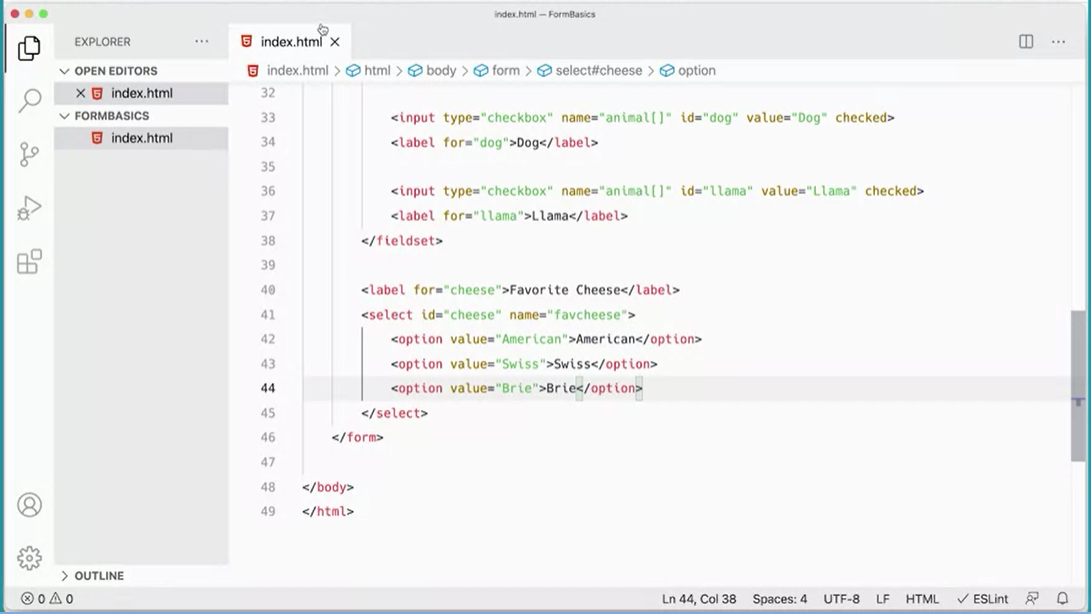 index.html — FormBasics
EXPLORER ...
index.html
OPEN EDITORS
index.html
FORMBASICS
index.html
OUTLINE
index.html > html > body > form > select#cheese > option
32
33 <input type="checkbox" name="animal[]" id="dog" value="Dog" checked>
34 <label for="dog">Dog</label>
35
36 <input type="checkbox" name="animal[]" id="llama" value="Llama" checked>
37 <label for="llama">Llama</label>
38 </fieldset>
39
40 <label for="cheese">Favorite Cheese</label>
41 <select id="cheese" name="favcheese">
42 <option value="American">American</option>
43 <option value="Swiss">Swiss</option>
44 <option value="Brie">Brie</option>
45 </select>
46 </form>
47
48 </body>
49 </html>
0 0 Ln 44, Col 38 Spaces: 4 UTF-8 LF HTML ESLint